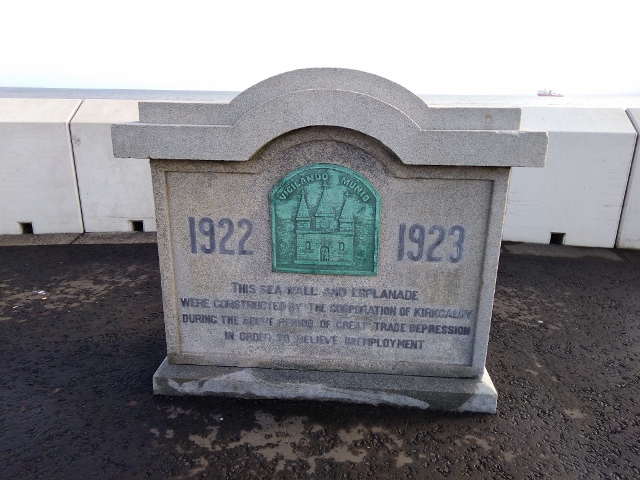 VIGILANDO MUNIO
1922 1923
THIS SEA WALL AND ESPLANADE
WERE CONSTRUCTED BY THE CORPORATION OF KIRKCALDY
DURING THE ABOVE PERIOD OF GREAT TRADE DEPRESSION
IN ORDER TO RELIEVE UNEMPLOYMENT